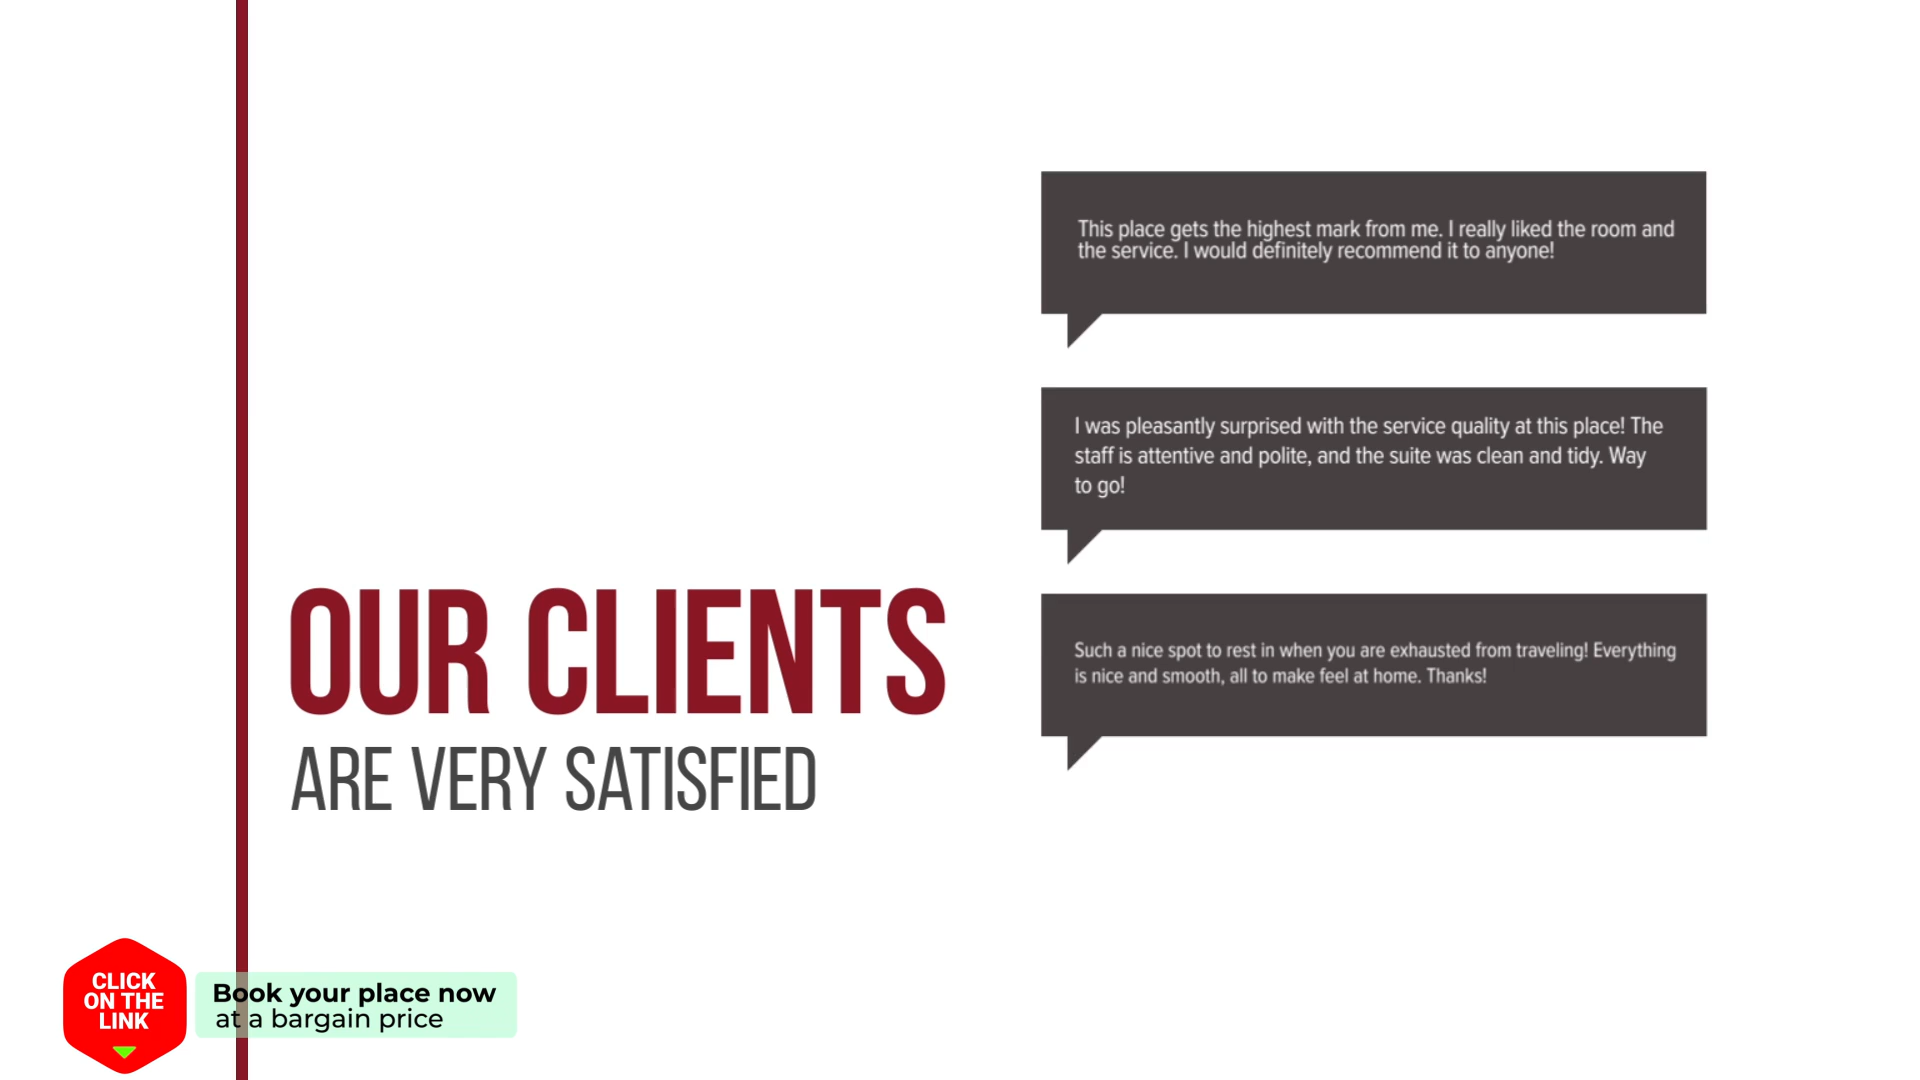 OUR CLIENTS
ARE VERY SATISFIED
This place gets the highest mark from me. I really liked the room and
the service. I would definitely recommend it to anyone!
I was pleasantly surprised with the service quality at this place! The
staff is attentive and polite, and the suite was clean and tidy. Way
to go!
Such a nice spot to rest in when you are exhausted from traveling! Everything
is nice and smooth, all to make feel at home. Thanks!
CLICK
ON THE
LINK
Book your place now
at a bargain price